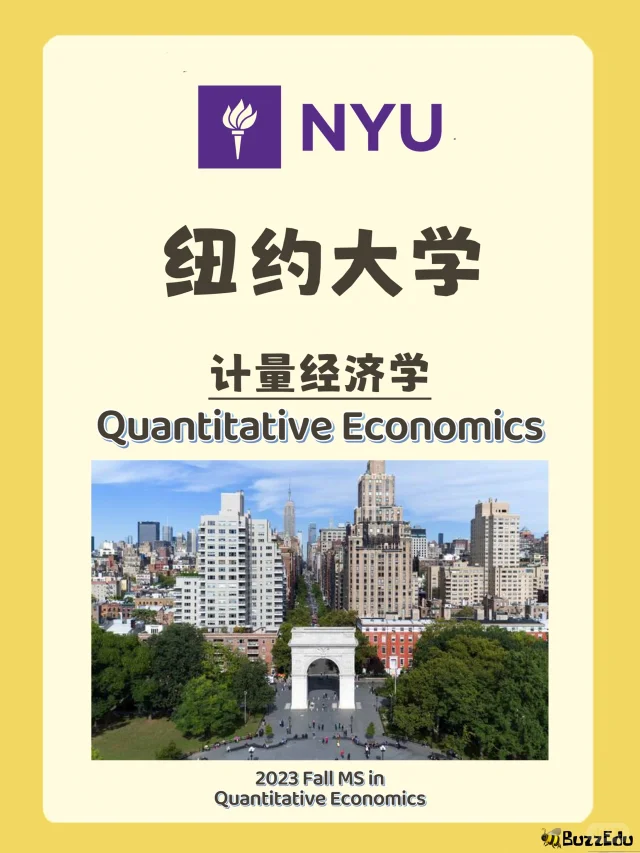 NYU
纽约大学
计量经济学
Quantitative Economics
2023 Fall MS in
Quantitative Economics
BuzzEdu